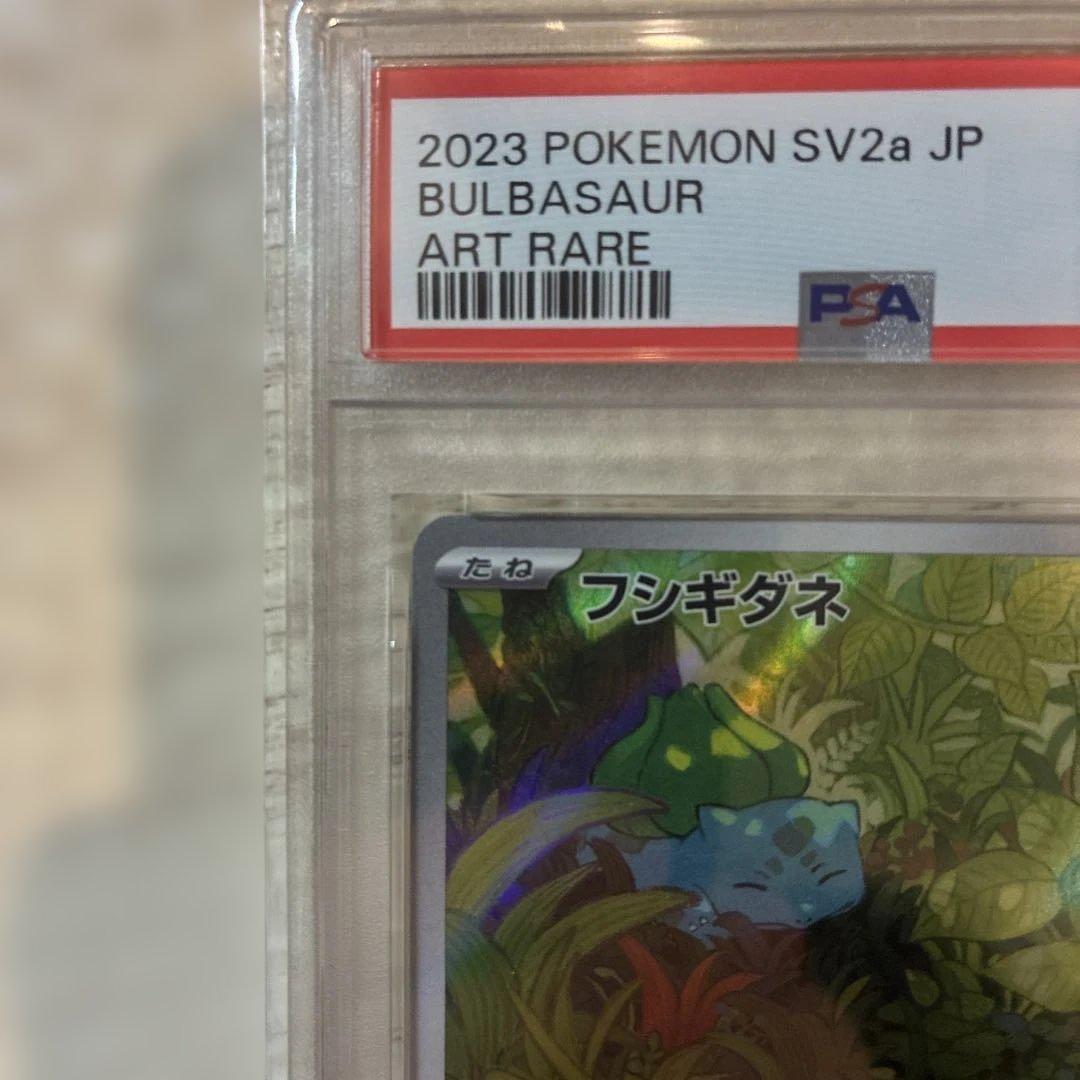 2023 POKEMON SV2a JP
BULBASAUR
ART RARE
PSA
たね
フシギダネ